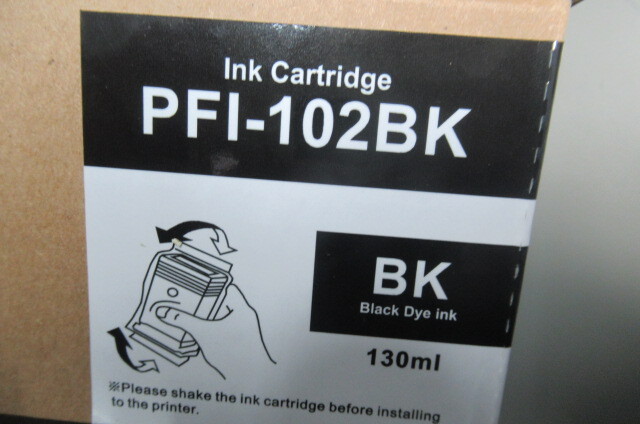 Ink Cartridge
PFI-102BK
BK
Black Dye ink
130ml
※Please shake the ink cartridge before installing
to the printer.